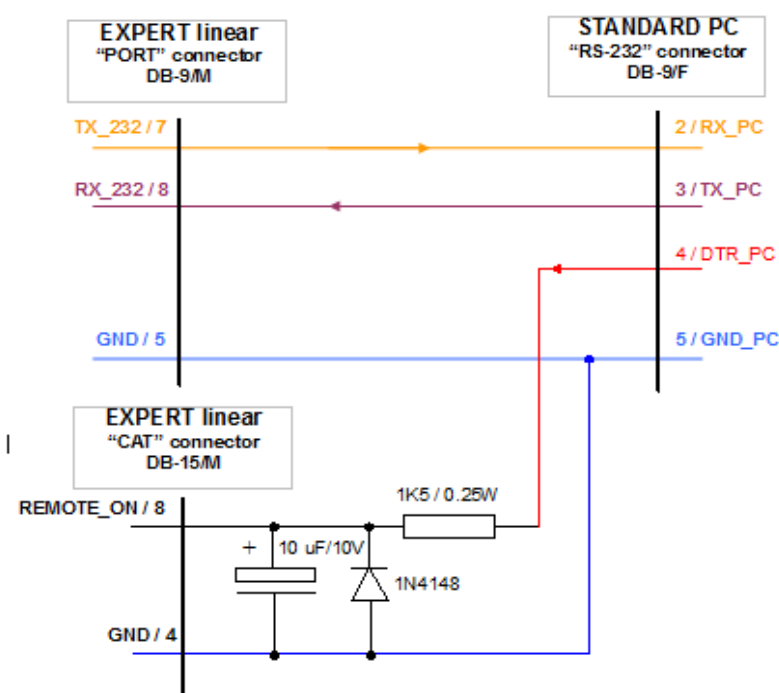 EXPERT linear
“PORT” connector
DB-9/M
STANDARD PC
“RS-232” connector
DB-9/F
TX_232 / 7
2 / RX_PC
RX_232 / 8
3 / TX_PC
4 / DTR_PC
GND / 5
5 / GND_PC
EXPERT linear
“CAT” connector
DB-15/M
1K5 / 0.25W
REMOTE_ON / 8
+ 10 uF/10V
1N4148
GND / 4